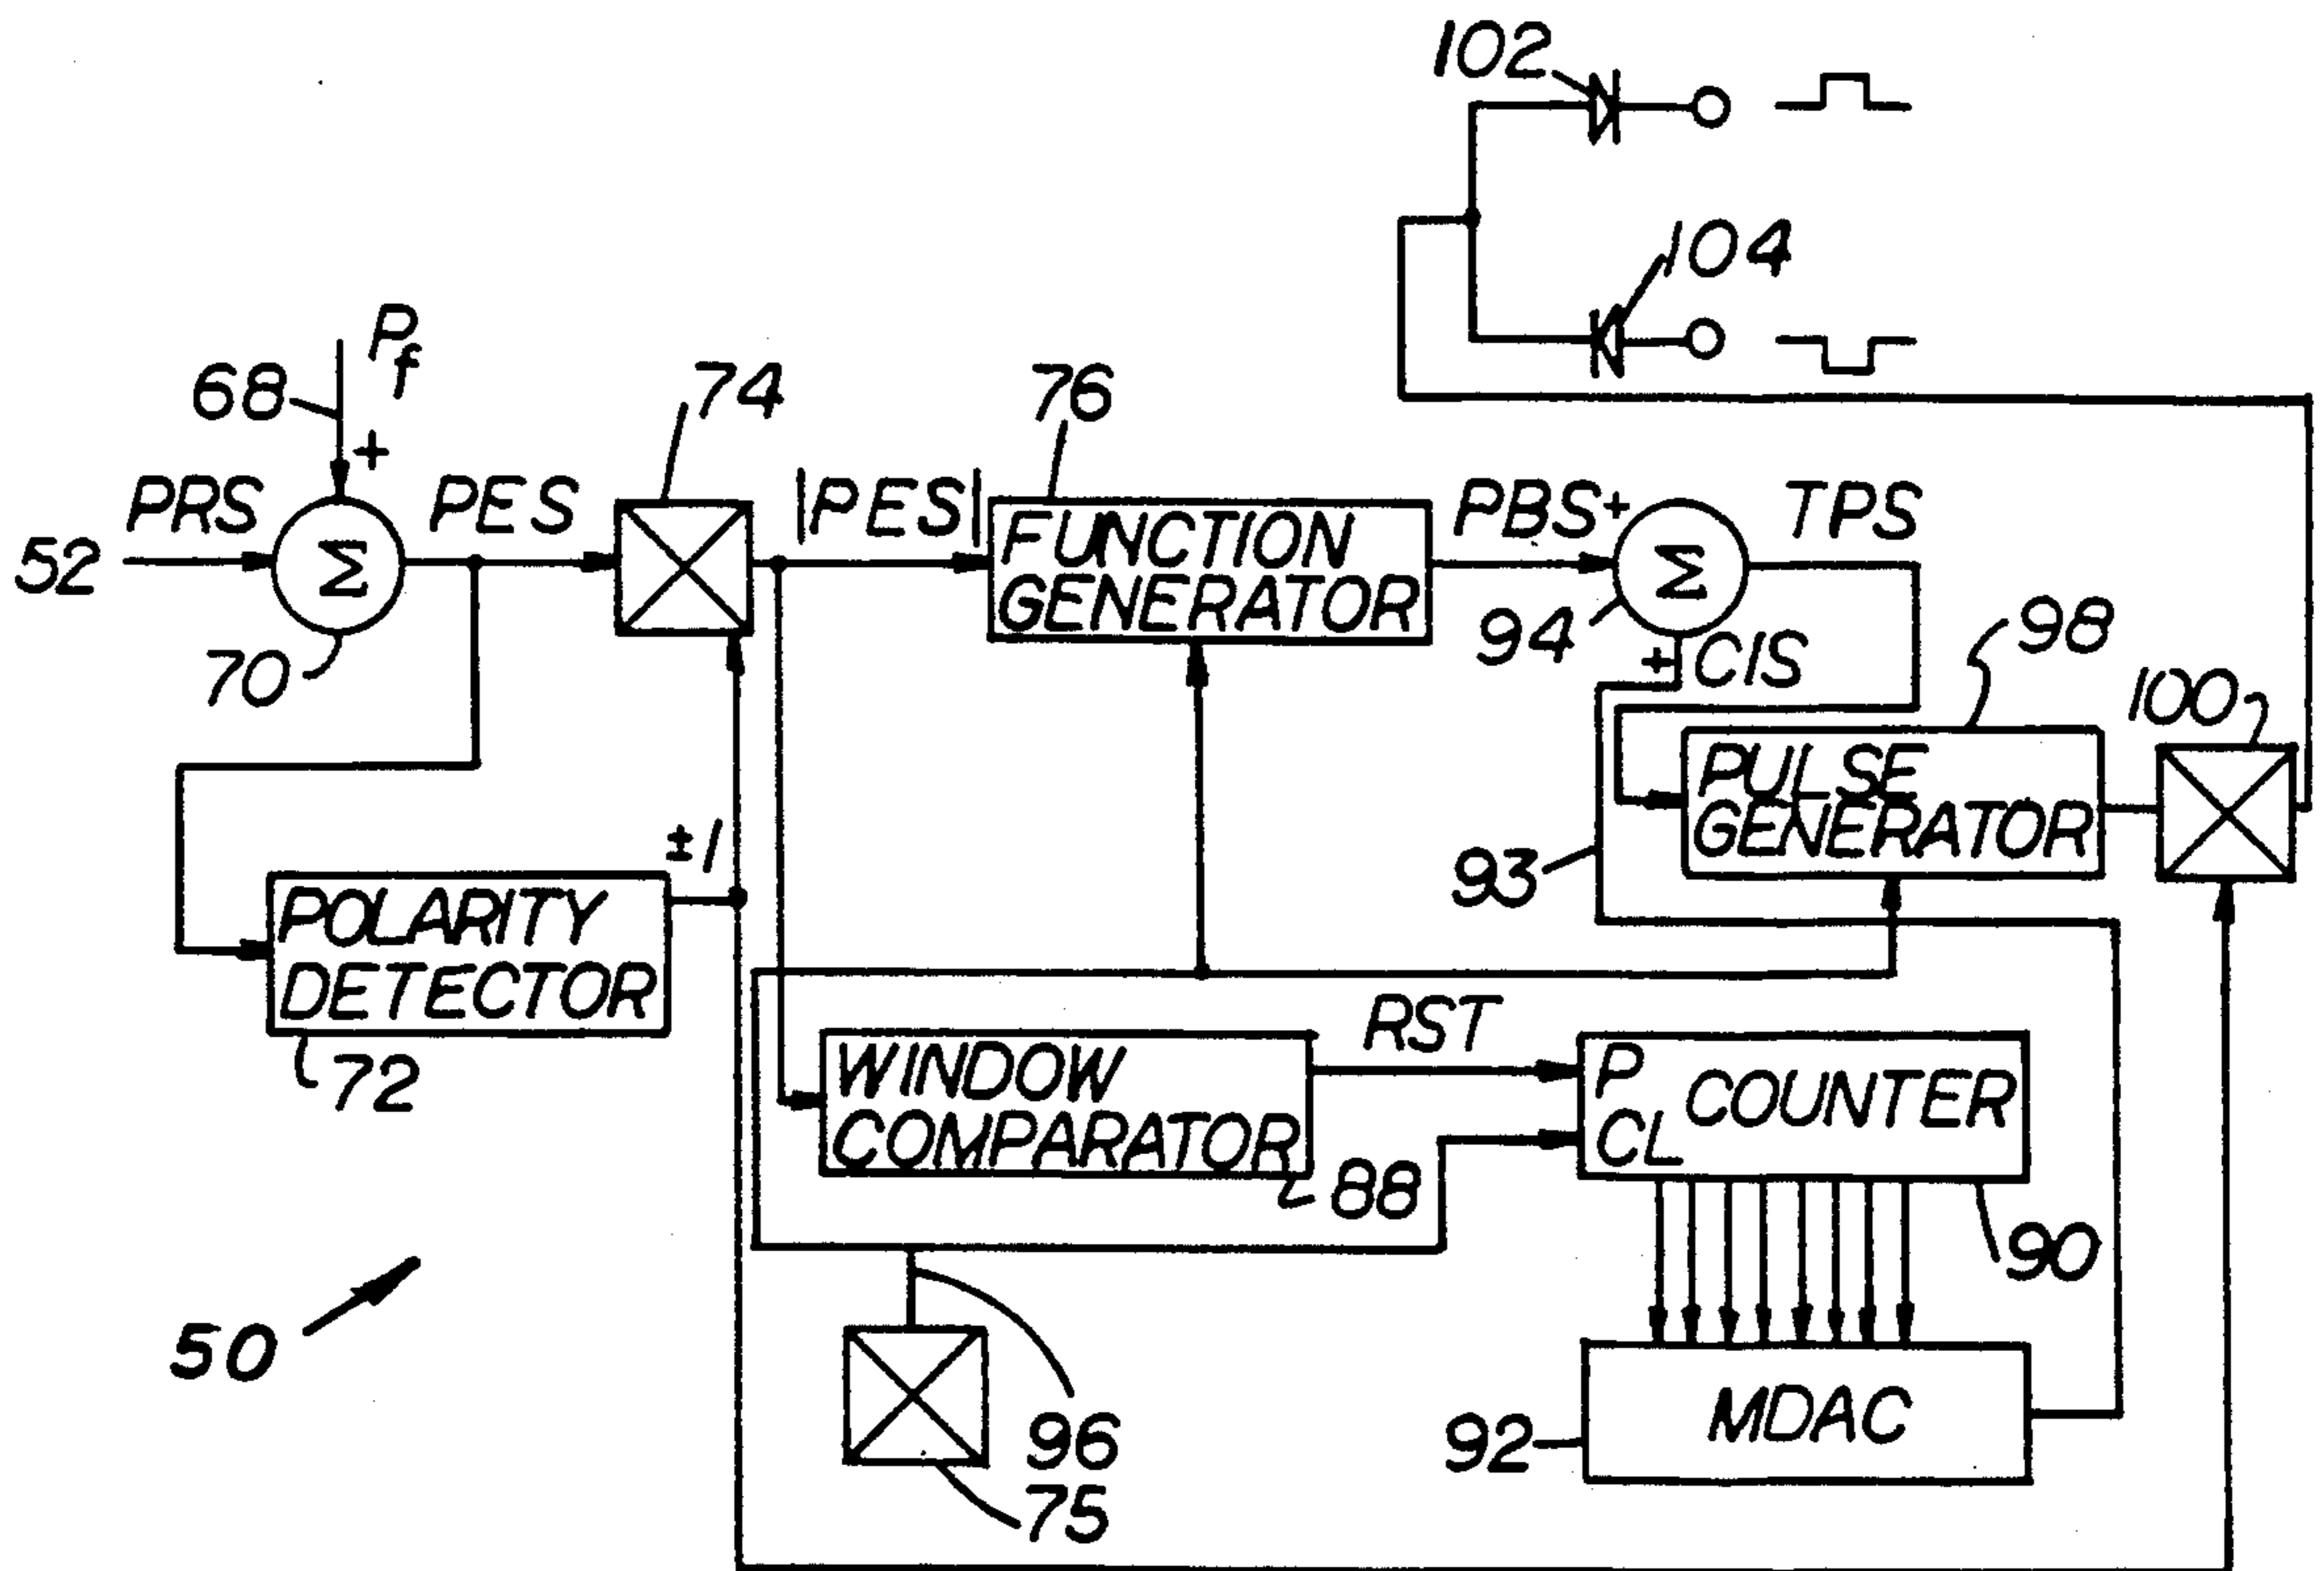 102
104
P
f
68
+
74
76
PRS
PES
|PES|
FUNCTION
GENERATOR
PBS
+
TPS
52
Σ
Σ
94
+
CIS
98
70
100
PULSE
GENERATOR
±1
93
POLARITY
DETECTOR
72
RST
WINDOW
COMPARATOR
88
P
CL
COUNTER
90
50
96
75
92
MDAC